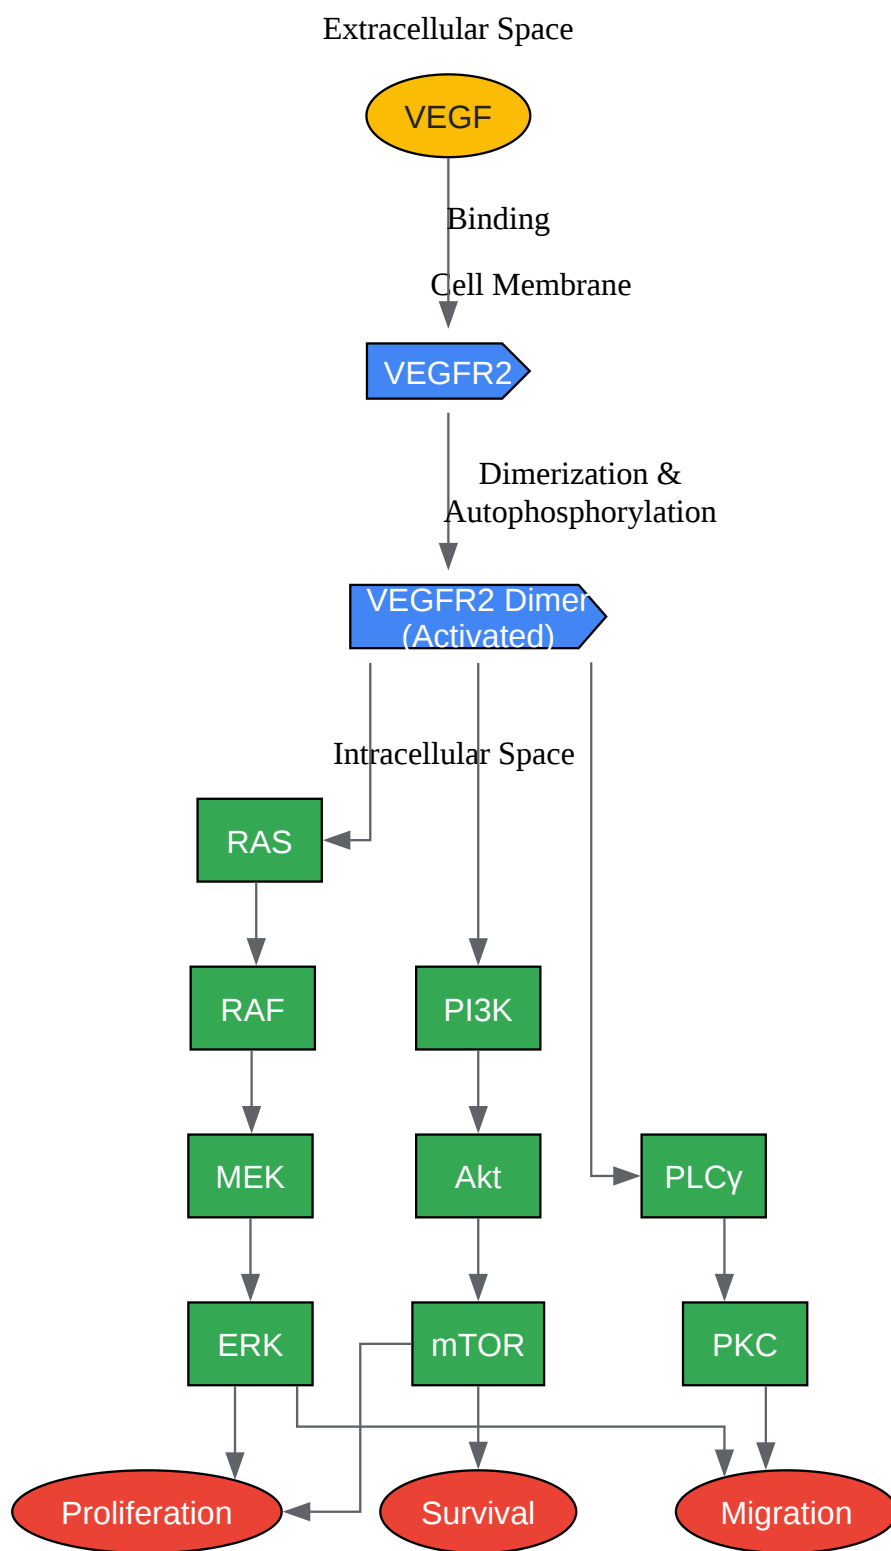 Extracellular Space
VEGF
Binding
Cell Membrane
VEGFR2
Dimerization &
Autophosphorylation
VEGFR2 Dimer
(Activated)
Intracellular Space
RAS
RAF
PI3K
MEK
Akt
PLCγ
ERK
mTOR
PKC
Proliferation
Survival
Migration